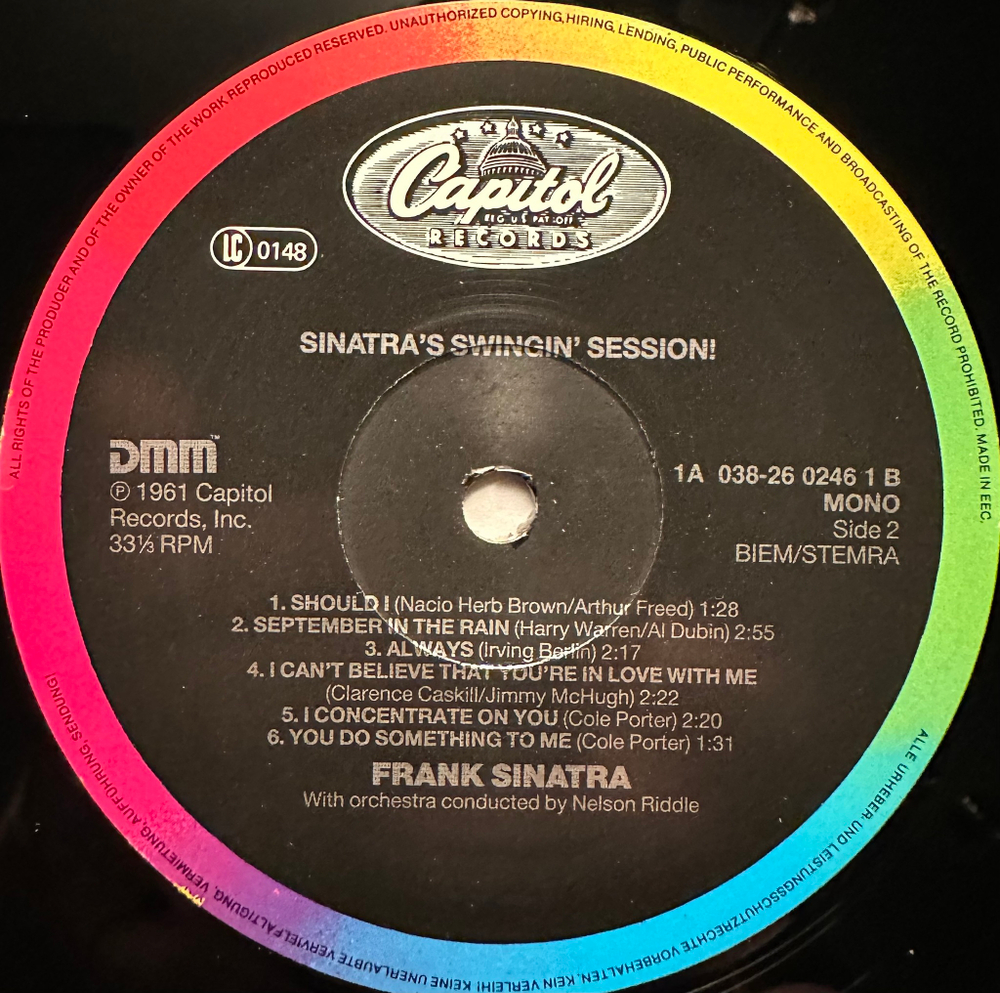 ALL RIGHTS OF THE PRODUCER AND OF THE OWNER OF THE WORK REPRODUCED RESERVED. UNAUTHORIZED COPYING, HIRING, LENDING, PUBLIC PERFORMANCE AND BROADCASTING OF THE RECORD PROHIBITED. MADE IN EEC.
Capitol
REG U S PAT OFF
RECORDS
LC 0148
SINATRA'S SWINGIN' SESSION!
DMM™
℗ 1961 Capitol
Records, Inc.
33⅓ RPM
1A 038-26 0246 1 B
MONO
Side 2
BIEM/STEMRA
1. SHOULD I (Nacio Herb Brown/Arthur Freed) 1:28
2. SEPTEMBER IN THE RAIN (Harry Warren/Al Dubin) 2:55
3. ALWAYS (Irving Berlin) 2:17
4. I CAN'T BELIEVE THAT YOU'RE IN LOVE WITH ME
(Clarence Caskill/Jimmy McHugh) 2:22
5. I CONCENTRATE ON YOU (Cole Porter) 2:20
6. YOU DO SOMETHING TO ME (Cole Porter) 1:31
FRANK SINATRA
With orchestra conducted by Nelson Riddle
ALLE URHEBER- UND LEISTUNGSSCHUTZRECHTE VORBEHALTEN. KEIN VERLEIH! KEINE UNERLAUBTE VERVIELFÄLTIGUNG, VERMIETUNG, AUFFÜHRUNG, SENDUNG!